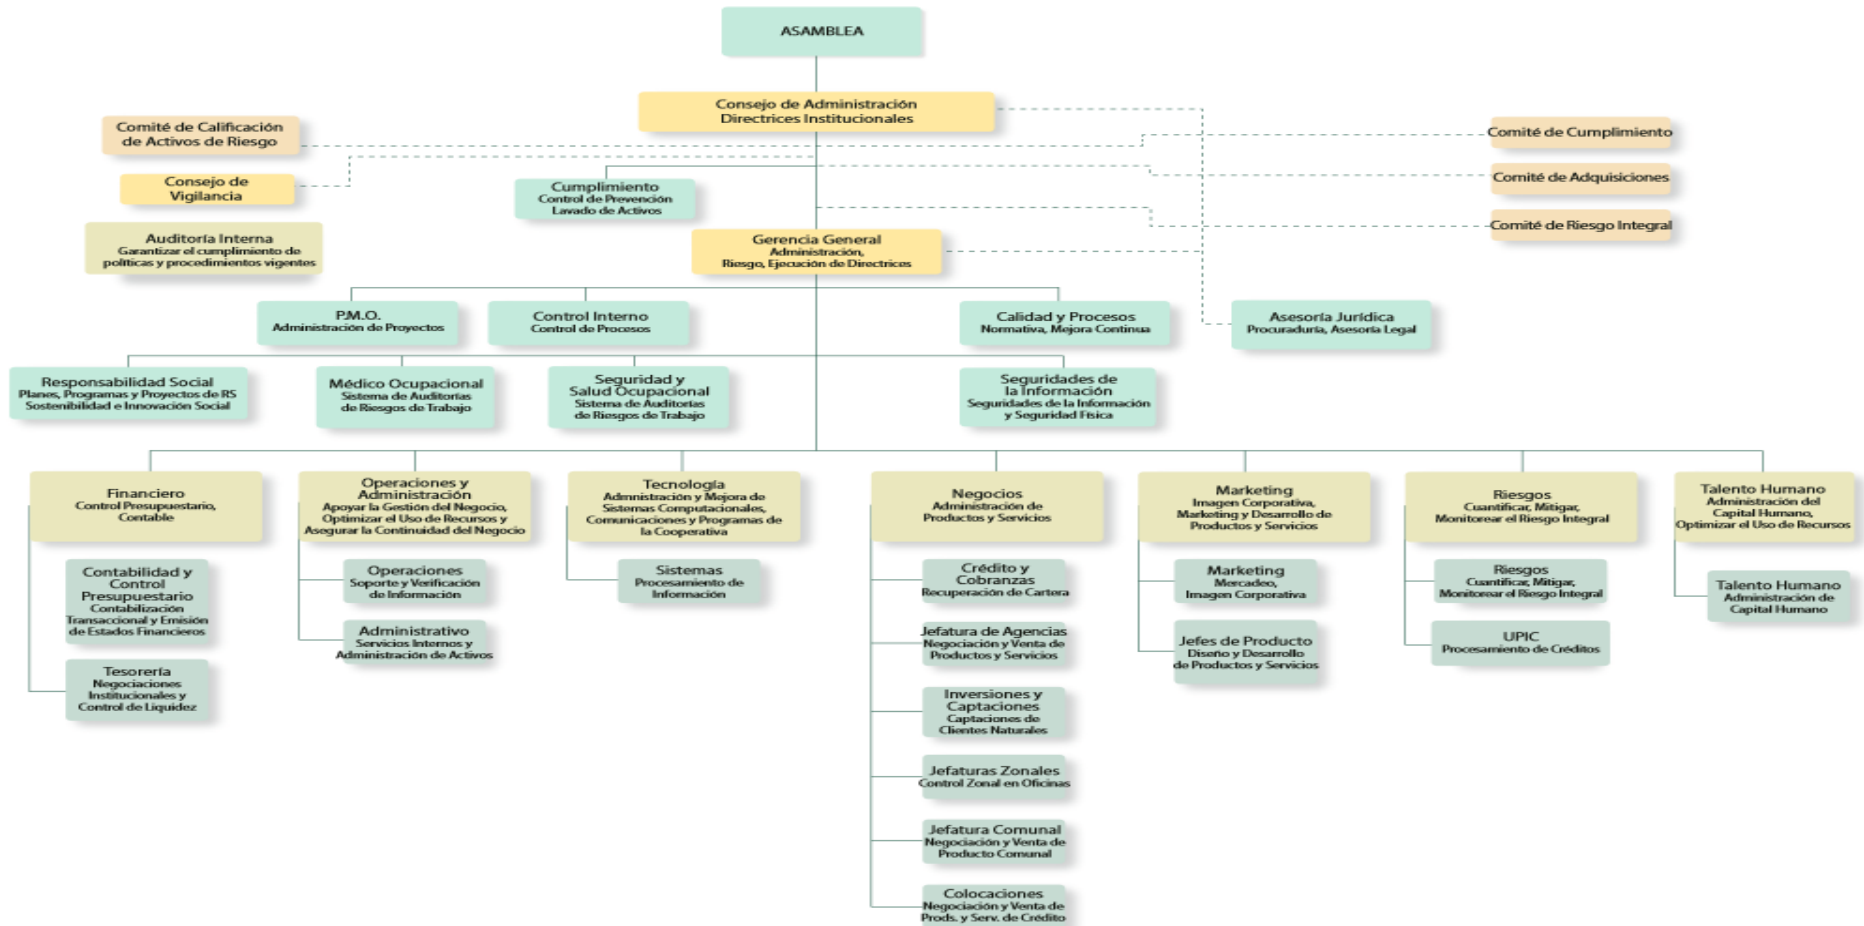 ASAMBLEA
Consejo de Administración
Directrices Institucionales
Comité de Calificación
de Activos de Riesgo
Comité de Cumplimiento
Consejo de
Vigilancia
Cumplimiento
Control de Prevención
Lavado de Activos
Comité de Adquisiciones
Auditoría Interna
Garantizar el cumplimiento de
políticas y procedimientos vigentes
Gerencia General
Administración,
Riesgo, Ejecución de Directrices
Comité de Riesgo Integral
P.M.O.
Administración de Proyectos
Control Interno
Control de Procesos
Calidad y Procesos
Normativa, Mejora Continua
Asesoría Jurídica
Procuraduría, Asesoría Legal
Responsabilidad Social
Planes, Programas y Proyectos de RS
Sostenibilidad e Innovación Social
Médico Ocupacional
Sistema de Auditorías
de Riesgos de Trabajo
Seguridad y
Salud Ocupacional
Sistema de Auditorías
de Riesgos de Trabajo
Seguridades de
la Información
Seguridades de la Información
y Seguridad Física
Financiero
Control Presupuestario,
Contable
Operaciones y
Administración
Apoyar la Gestión del Negocio,
Optimizar el Uso de Recursos y
Asegurar la Continuidad del Negocio
Tecnología
Admnistración y Mejora de
Sistemas Computacionales,
Comunicaciones y Programas de
la Cooperativa
Negocios
Administración de
Productos y Servicios
Marketing
Imagen Corporativa,
Marketing y Desarrollo de
Productos y Servicios
Riesgos
Cuantificar, Mitigar,
Monitorear el Riesgo Integral
Talento Humano
Administración del
Capital Humano,
Optimizar el Uso de Recursos
Contabilidad y
Control
Presupuestario
Contabilización
Transaccional y Emisión
de Estados Financieros
Tesorería
Negociaciones
Institucionales y
Control de Liquidez
Operaciones
Soporte y Verificación
de Información
Administrativo
Servicios Internos y
Administración de Activos
Sistemas
Procesamiento de
Información
Crédito y
Cobranzas
Recuperación de Cartera
Jefatura de Agencias
Negociación y Venta de
Productos y Servicios
Inversiones y
Captaciones
Captaciones de
Clientes Naturales
Jefaturas Zonales
Control Zonal en Oficinas
Jefatura Comunal
Negociación y Venta de
Producto Comunal
Colocaciones
Negociación y Venta de
Prods. y Serv. de Crédito
Marketing
Mercadeo,
Imagen Corporativa
Jefes de Producto
Diseño y Desarrollo
de Productos y Servicios
Riesgos
Cuantificar, Mitigar,
Monitorear el Riesgo Integral
UPIC
Procesamiento de Créditos
Talento Humano
Administración de
Capital Humano